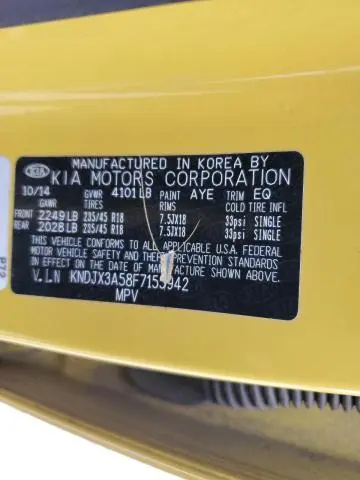 MANUFACTURED IN KOREA BY
KIA
KIA MOTORS CORPORATION
10/14 GVWR 4101LB PAINT AYE TRIM EQ
GAWR TIRES RIMS COLD TIRE INFL
FRONT 2249LB 235/45 R18 7.5JX18 33psi SINGLE
REAR 2028LB 235/45 R18 7.5JX18 33psi SINGLE
THIS VEHICLE CONFORMS TO ALL APPLICABLE U.S.A. FEDERAL
MOTOR VEHICLE SAFETY AND THEFT PREVENTION STANDARDS
IN EFFECT ON THE DATE OF MANUFACTURE SHOWN ABOVE.
V.I.N KNDJX3A58F7153942
MPV
P72